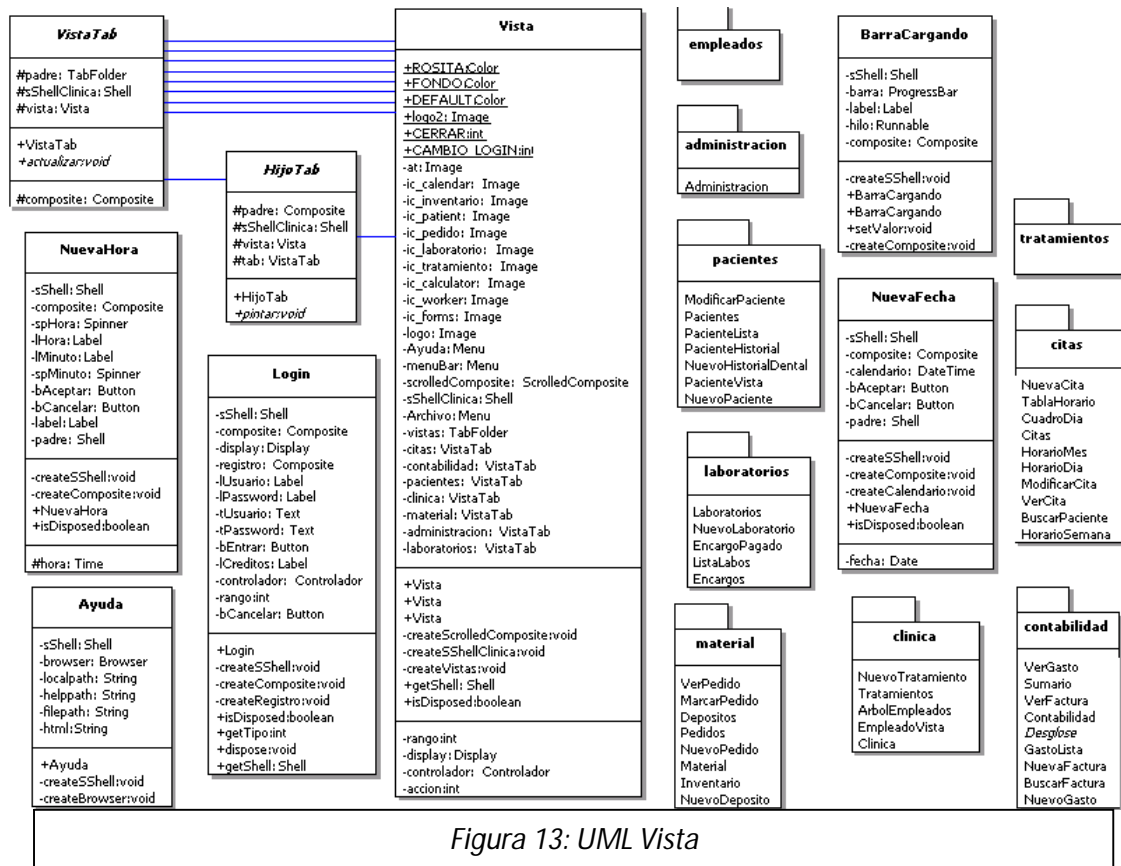 VistaTab
#padre: TabFolder
#sShellClinica: Shell
#vista: Vista
+VistaTab
+actualizar:void
#composite: Composite
HijoTab
#padre: Composite
#sShellClinica: Shell
#vista: Vista
#tab: VistaTab
+HijoTab
+pintar:void
NuevaHora
-sShell: Shell
-composite: Composite
-spHora: Spinner
-lHora: Label
-lMinuto: Label
-spMinuto: Spinner
-bAceptar: Button
-bCancelar: Button
-label: Label
-padre: Shell
-createSShell:void
-createComposite:void
+NuevaHora
+isDisposed:boolean
#hora: Time
Ayuda
-sShell: Shell
-browser: Browser
-localpath: String
-helppath: String
-filepath: String
-html:String
+Ayuda
-createSShell:void
-createBrowser:void
Login
-sShell: Shell
-composite: Composite
-display: Display
-registro: Composite
-lUsuario: Label
-lPassword: Label
-tUsuario: Text
-tPassword: Text
-bEntrar: Button
-lCreditos: Label
-controlador: Controlador
-rango:int
-bCancelar: Button
+Login
-createSShell:void
-createComposite:void
-createRegistro:void
+isDisposed:boolean
+getTipo:int
+dispose:void
+getShell: Shell
Vista
+ROSITA:Color
+FONDO:Color
+DEFAULT:Color
+logo2: Image
+CERRAR:int
+CAMBIO_LOGIN:int
-at: Image
-ic_calendar: Image
-ic_inventario: Image
-ic_patient: Image
-ic_pedido: Image
-ic_laboratorio: Image
-ic_tratamiento: Image
-ic_calculator: Image
-ic_worker: Image
-ic_forms: Image
-logo: Image
-Ayuda: Menu
-menuBar: Menu
-scrolledComposite: ScrolledComposite
-sShellClinica: Shell
-Archivo: Menu
-vistas: TabFolder
-citas: VistaTab
-contabilidad: VistaTab
-pacientes: VistaTab
-clinica: VistaTab
-material: VistaTab
-administracion: VistaTab
-laboratorios: VistaTab
+Vista
+Vista
+Vista
-createScrolledComposite:void
-createSShellClinica:void
-createVistas:void
+getShell: Shell
+isDisposed:boolean
-rango:int
-display: Display
-controlador: Controlador
-accion:int
empleados
administracion
Administracion
pacientes
ModificarPaciente
Pacientes
PacienteLista
PacienteHistorial
NuevoHistorialDental
PacienteVista
NuevoPaciente
laboratorios
Laboratorios
NuevoLaboratorio
EncargoPagado
ListaLabos
Encargos
material
VerPedido
MarcarPedido
Depositos
Pedidos
NuevoPedido
Material
Inventario
NuevoDeposito
BarraCargando
-sShell: Shell
-barra: ProgressBar
-label: Label
-hilo: Runnable
-composite: Composite
-createSShell:void
+BarraCargando
+BarraCargando
+setValor:void
-createComposite:void
NuevaFecha
-sShell: Shell
-composite: Composite
-calendario: DateTime
-bAceptar: Button
-bCancelar: Button
-padre: Shell
-createSShell:void
-createComposite:void
-createCalendario:void
+NuevaFecha
+isDisposed:boolean
-fecha: Date
clinica
NuevoTratamiento
Tratamientos
ArbolEmpleados
EmpleadoVista
Clinica
tratamientos
citas
NuevaCita
TablaHorario
CuadroDia
Citas
HorarioMes
HorarioDia
ModificarCita
VerCita
BuscarPaciente
HorarioSemana
contabilidad
VerGasto
Sumario
VerFactura
Contabilidad
Desglose
GastoLista
NuevaFactura
BuscarFactura
NuevoGasto
Figura 13: UML Vista